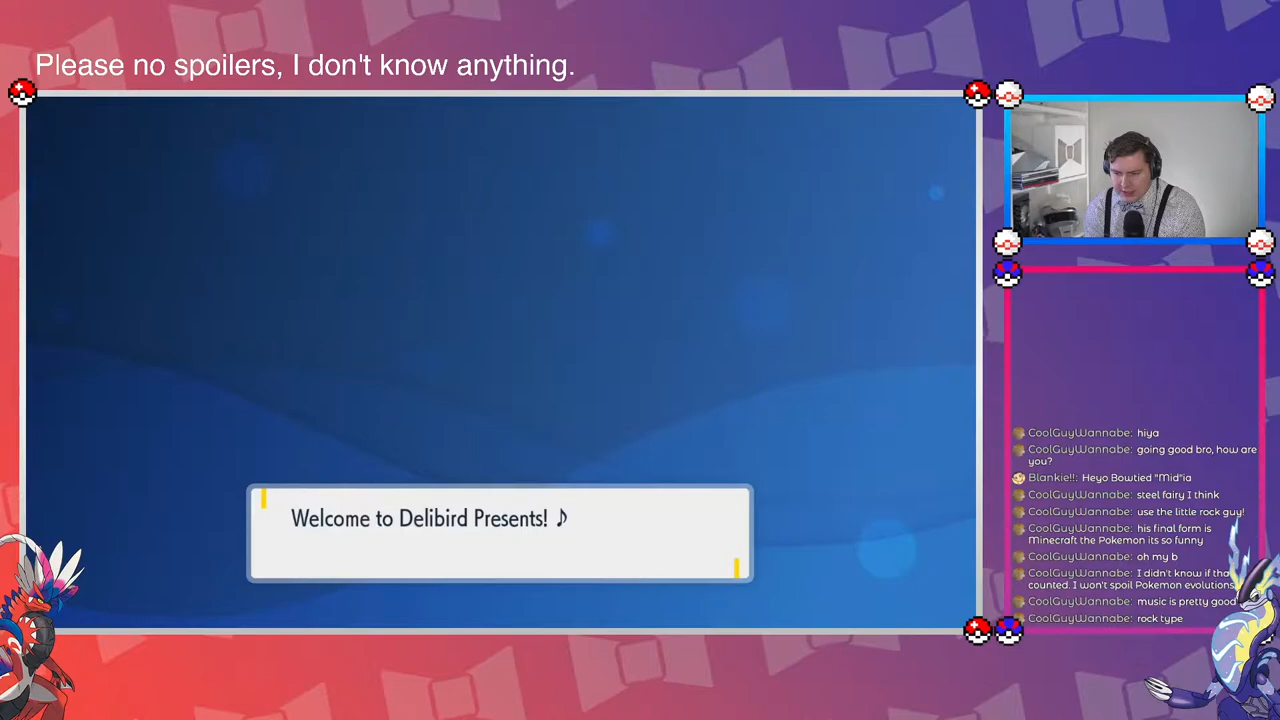 Please no spoilers, I don't know anything.
Welcome to Delibird Presents! ♪
CoolGuyWannabe: hiya
CoolGuyWannabe: going good bro, how are
you?
Blankie!!: Heyo Bowtied "Mid"ia
CoolGuyWannabe: steel fairy I think
CoolGuyWannabe: use the little rock guy!
CoolGuyWannabe: his final form is
Minecraft the Pokemon its so funny
CoolGuyWannabe: oh my b
CoolGuyWannabe: I didn't know if
counted. I won't spoil Pokemon evolutions
CoolGuyWannabe: music is pretty good
CoolGuyWannabe: rock type